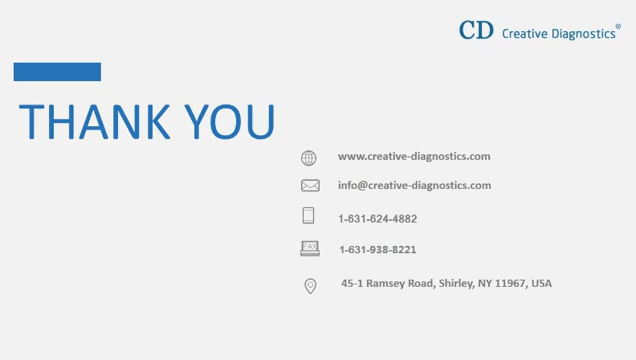 CD Creative Diagnostics®
THANK YOU
www.creative-diagnostics.com
info@creative-diagnostics.com
1-631-624-4882
FAX
1-631-938-8221
45-1 Ramsey Road, Shirley, NY 11967, USA